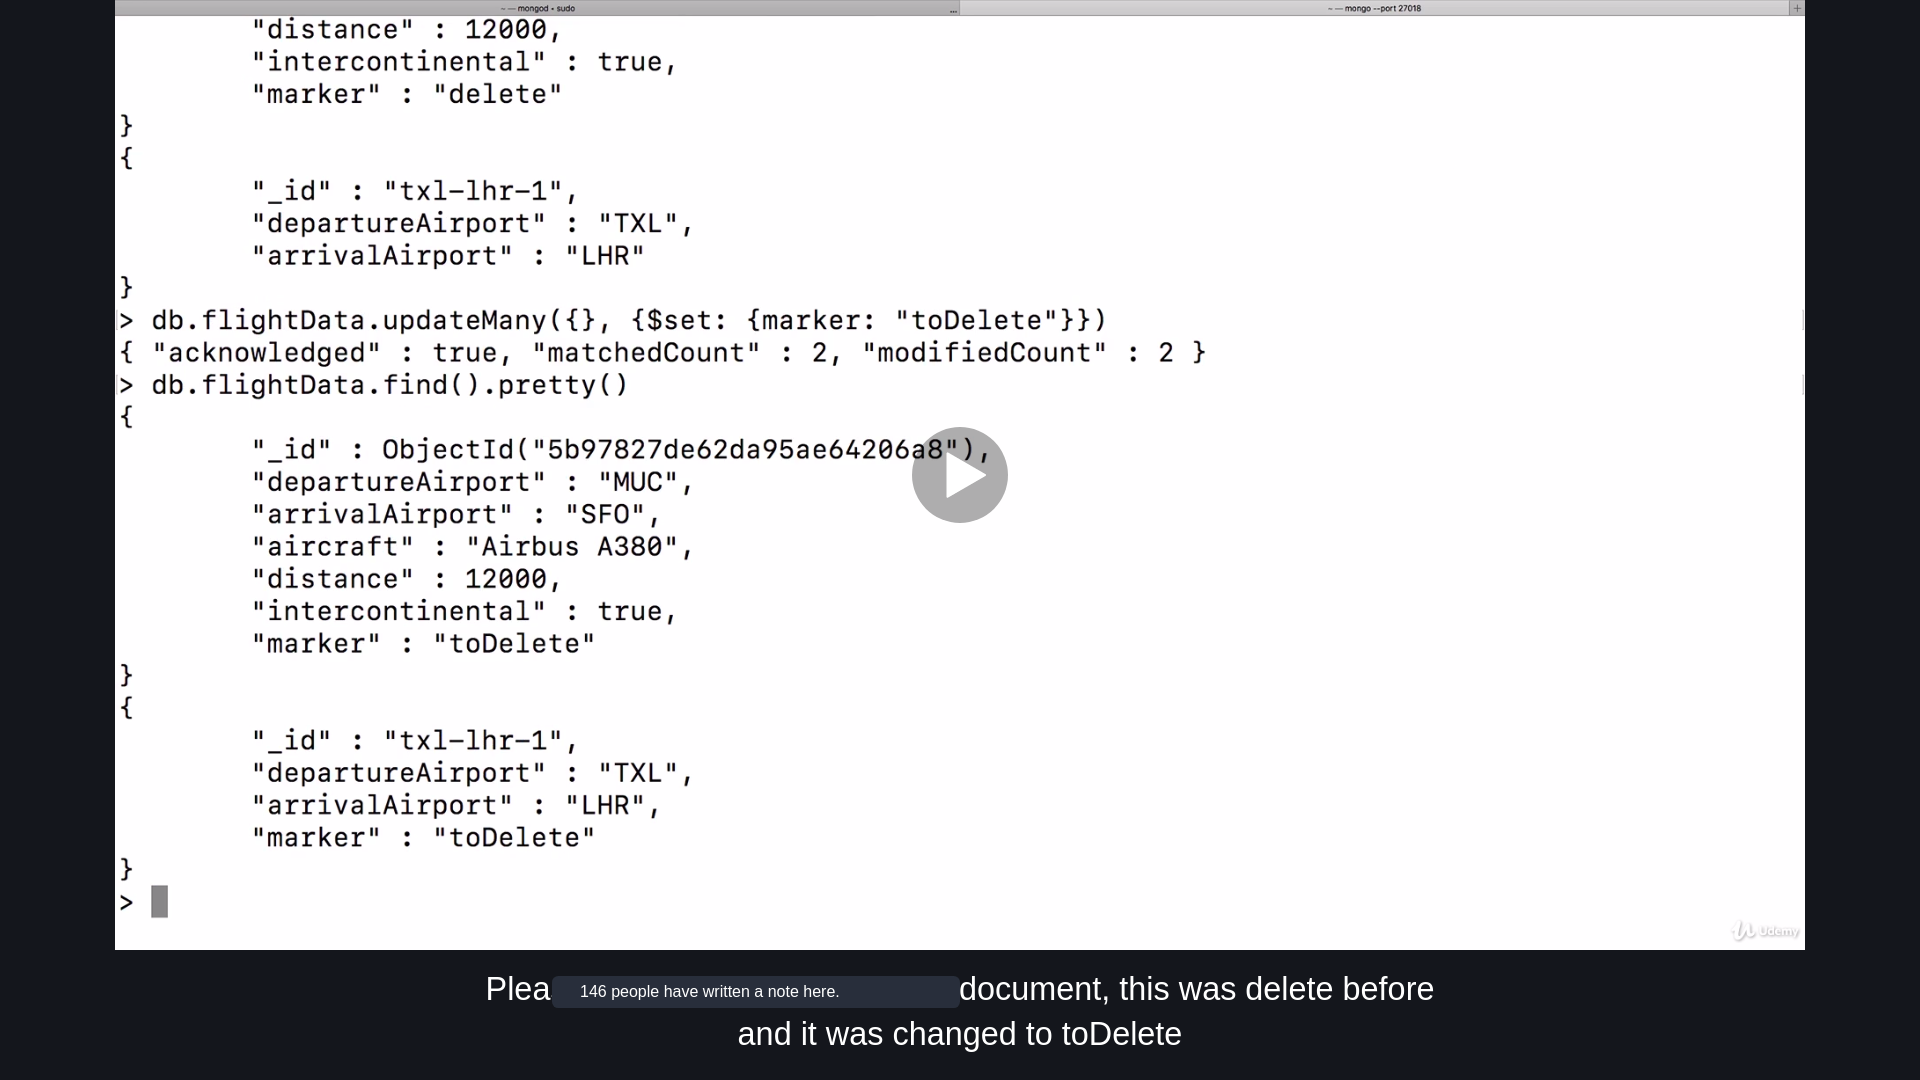 ~ — mongod • sudo ... ~ — mongo --port 27018 +
"distance" : 12000,
"intercontinental" : true,
"marker" : "delete"
}
{
"_id" : "txl-lhr-1",
"departureAirport" : "TXL",
"arrivalAirport" : "LHR"
}
> db.flightData.updateMany({}, {$set: {marker: "toDelete"}})
{ "acknowledged" : true, "matchedCount" : 2, "modifiedCount" : 2 }
> db.flightData.find().pretty()
{
"_id" : ObjectId("5b97827de62da95ae64206a8"),
"departureAirport" : "MUC",
"arrivalAirport" : "SFO",
"aircraft" : "Airbus A380",
"distance" : 12000,
"intercontinental" : true,
"marker" : "toDelete"
}
{
"_id" : "txl-lhr-1",
"departureAirport" : "TXL",
"arrivalAirport" : "LHR",
"marker" : "toDelete"
}
>
Udemy
146 people have written a note here.
document, this was delete before
and it was changed to toDelete